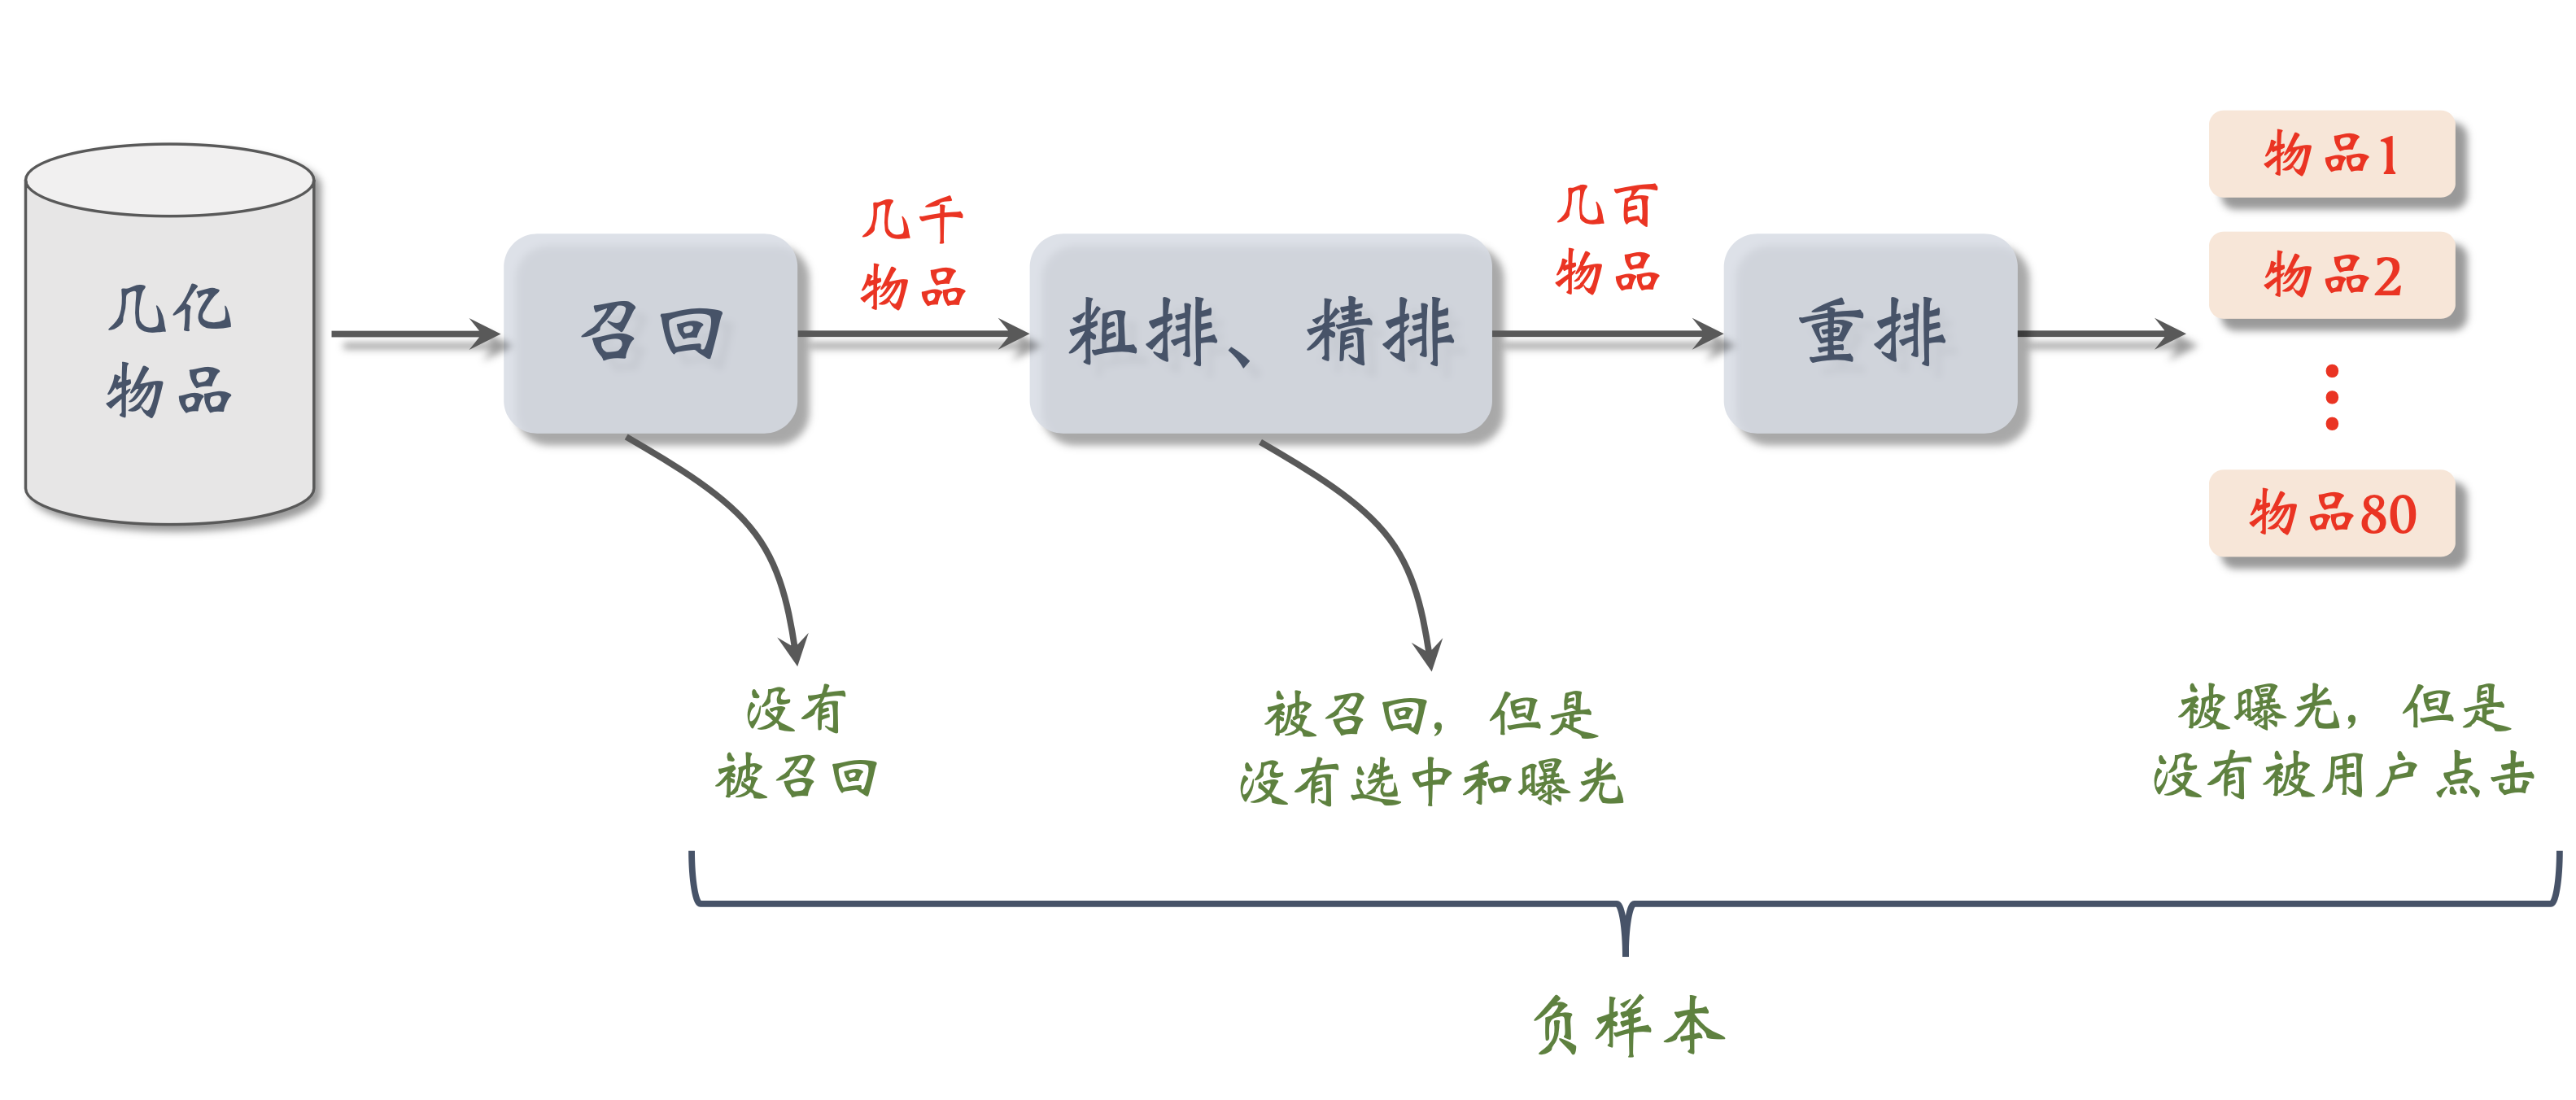 几亿
物品
召回
几千
物品
粗排、精排
几百
物品
重排
物品1
物品2
物品80
没有
被召回
被召回，但是
没有选中和曝光
被曝光，但是
没有被用户点击
负样本